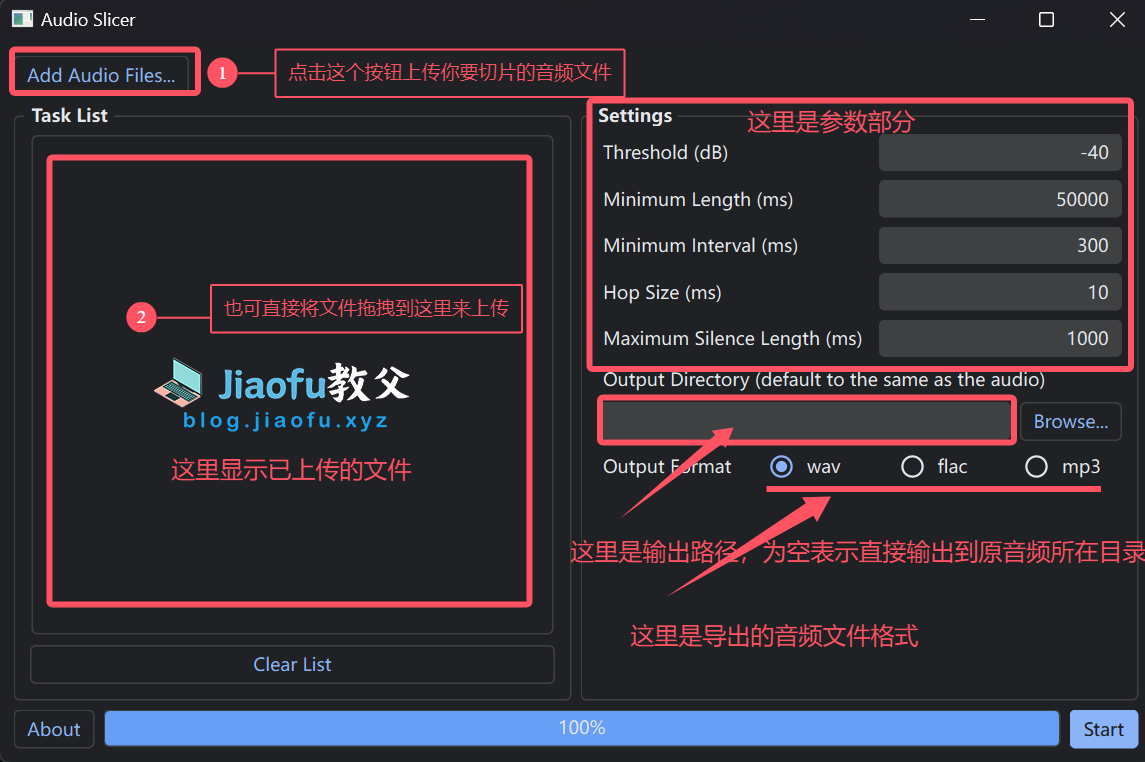 Audio Slicer
Add Audio Files...
1
点击这个按钮上传你要切片的音频文件
Task List
2
也可直接将文件拖拽到这里来上传
Jiaofu教父
blog.jiaofu.xyz
这里显示已上传的文件
Clear List
Settings
这里是参数部分
Threshold (dB) -40
Minimum Length (ms) 50000
Minimum Interval (ms) 300
Hop Size (ms) 10
Maximum Silence Length (ms) 1000
Output Directory (default to the same as the audio)
Browse...
Output Format wav flac mp3
这里是输出路径，为空表示直接输出到原音频所在目录
这里是导出的音频文件格式
About
100%
Start